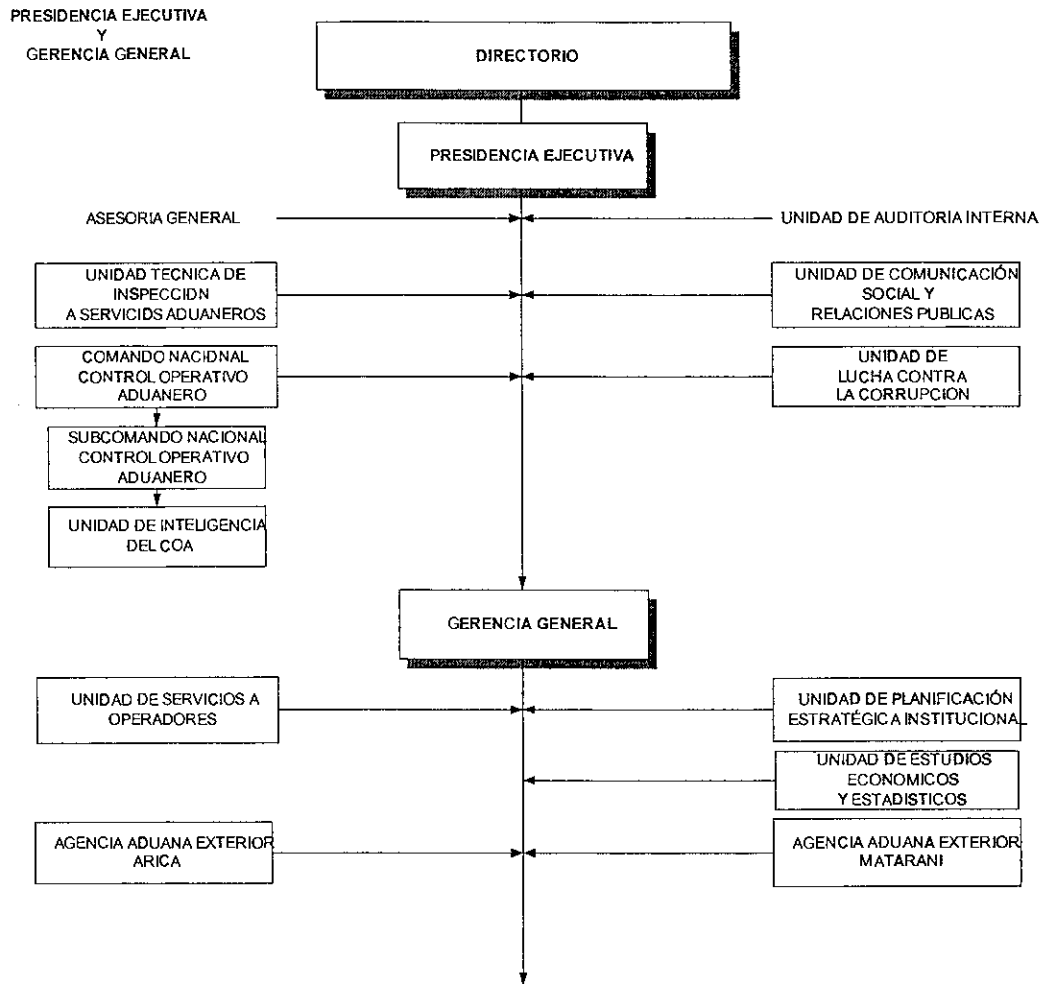 PRESIDENCIA EJECUTIVA
Y
GERENCIA GENERAL
DIRECTORIO
PRESIDENCIA EJECUTIVA
ASESORIA GENERAL
UNIDAD DE AUDITORIA INTERNA
UNIDAD TECNICA DE
INSPECCION
A SERVICIOS ADUANEROS
UNIDAD DE COMUNICACIÓN
SOCIAL Y
RELACIONES PUBLICAS
COMANDO NACIONAL
CONTROL OPERATIVO
ADUANERO
UNIDAD DE
LUCHA CONTRA
LA CORRUPCION
SUBCOMANDO NACIONAL
CONTROL OPERATIVO
ADUANERO
UNIDAD DE INTELIGENCIA
DEL COA
GERENCIA GENERAL
UNIDAD DE SERVICIOS A
OPERADORES
UNIDAD DE PLANIFICACIÓN
ESTRATÉGICA INSTITUCIONAL
UNIDAD DE ESTUDIOS
ECONOMICOS
Y ESTADISTICOS
AGENCIA ADUANA EXTERIOR
ARICA
AGENCIA ADUANA EXTERIOR
MATARANI